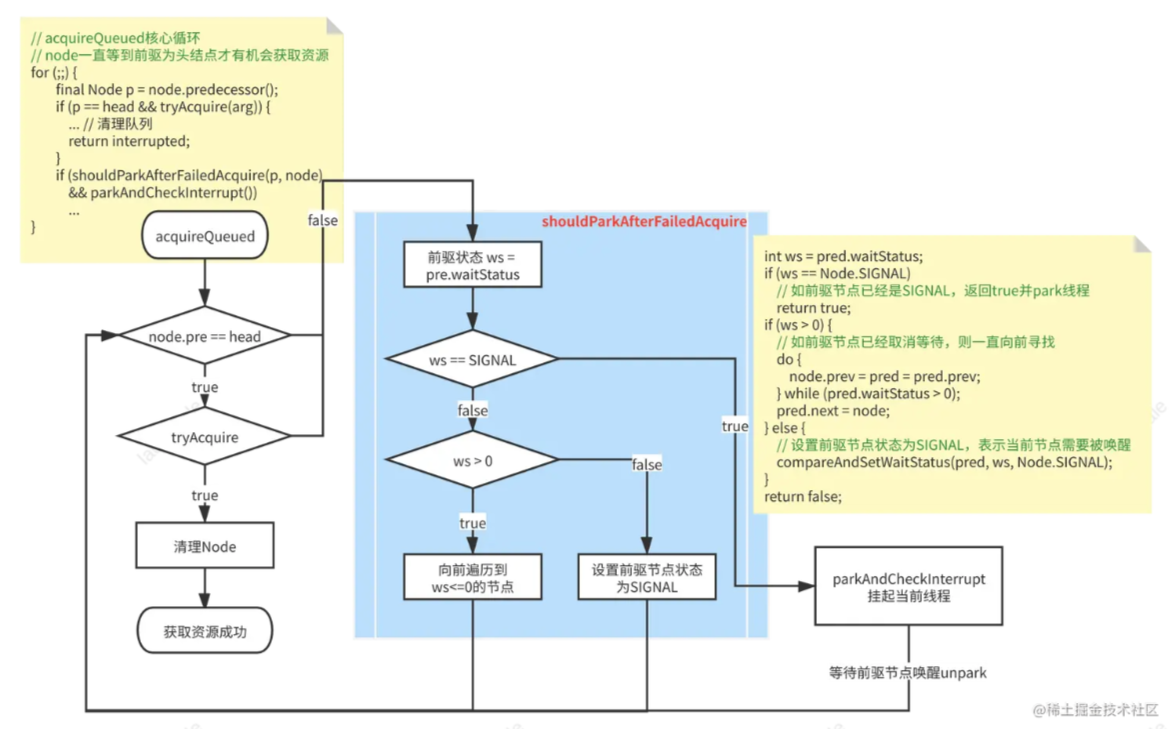 // acquireQueued核心循环
// node一直等到前驱为头结点才有机会获取资源
for (;;) {
final Node p = node.predecessor();
if (p == head && tryAcquire(arg)) {
... // 清理队列
return interrupted;
}
if (shouldParkAfterFailedAcquire(p, node)
&& parkAndCheckInterrupt())
...
}
acquireQueued
node.pre == head
true
tryAcquire
true
清理Node
获取资源成功
false
shouldParkAfterFailedAcquire
前驱状态 ws =
pre.waitStatus
ws == SIGNAL
false
ws > 0
true
false
向前遍历到
ws<=0的节点
设置前驱节点状态
为SIGNAL
true
int ws = pred.waitStatus;
if (ws == Node.SIGNAL)
// 如前驱节点已经是SIGNAL，返回true并park线程
return true;
if (ws > 0) {
// 如前驱节点已经取消等待，则一直向前寻找
do {
node.prev = pred = pred.prev;
} while (pred.waitStatus > 0);
pred.next = node;
} else {
// 设置前驱节点状态为SIGNAL，表示当前节点需要被唤醒
compareAndSetWaitStatus(pred, ws, Node.SIGNAL);
}
return false;
parkAndCheckInterrupt
挂起当前线程
等待前驱节点唤醒unpark
@稀土掘金技术社区